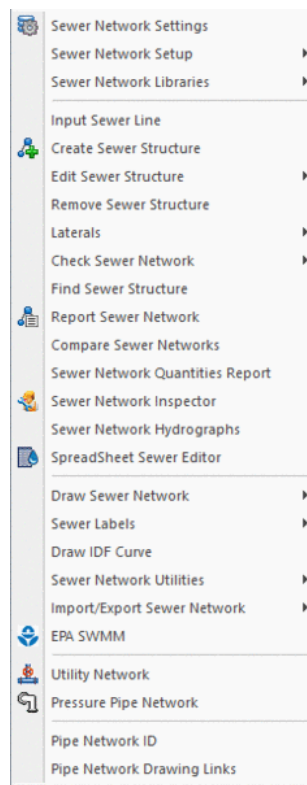 Sewer Network Settings
Sewer Network Setup
Sewer Network Libraries
Input Sewer Line
Create Sewer Structure
Edit Sewer Structure
Remove Sewer Structure
Laterals
Check Sewer Network
Find Sewer Structure
Report Sewer Network
Compare Sewer Networks
Sewer Network Quantities Report
Sewer Network Inspector
Sewer Network Hydrographs
SpreadSheet Sewer Editor
Draw Sewer Network
Sewer Labels
Draw IDF Curve
Sewer Network Utilities
Import/Export Sewer Network
EPA SWMM
Utility Network
Pressure Pipe Network
Pipe Network ID
Pipe Network Drawing Links